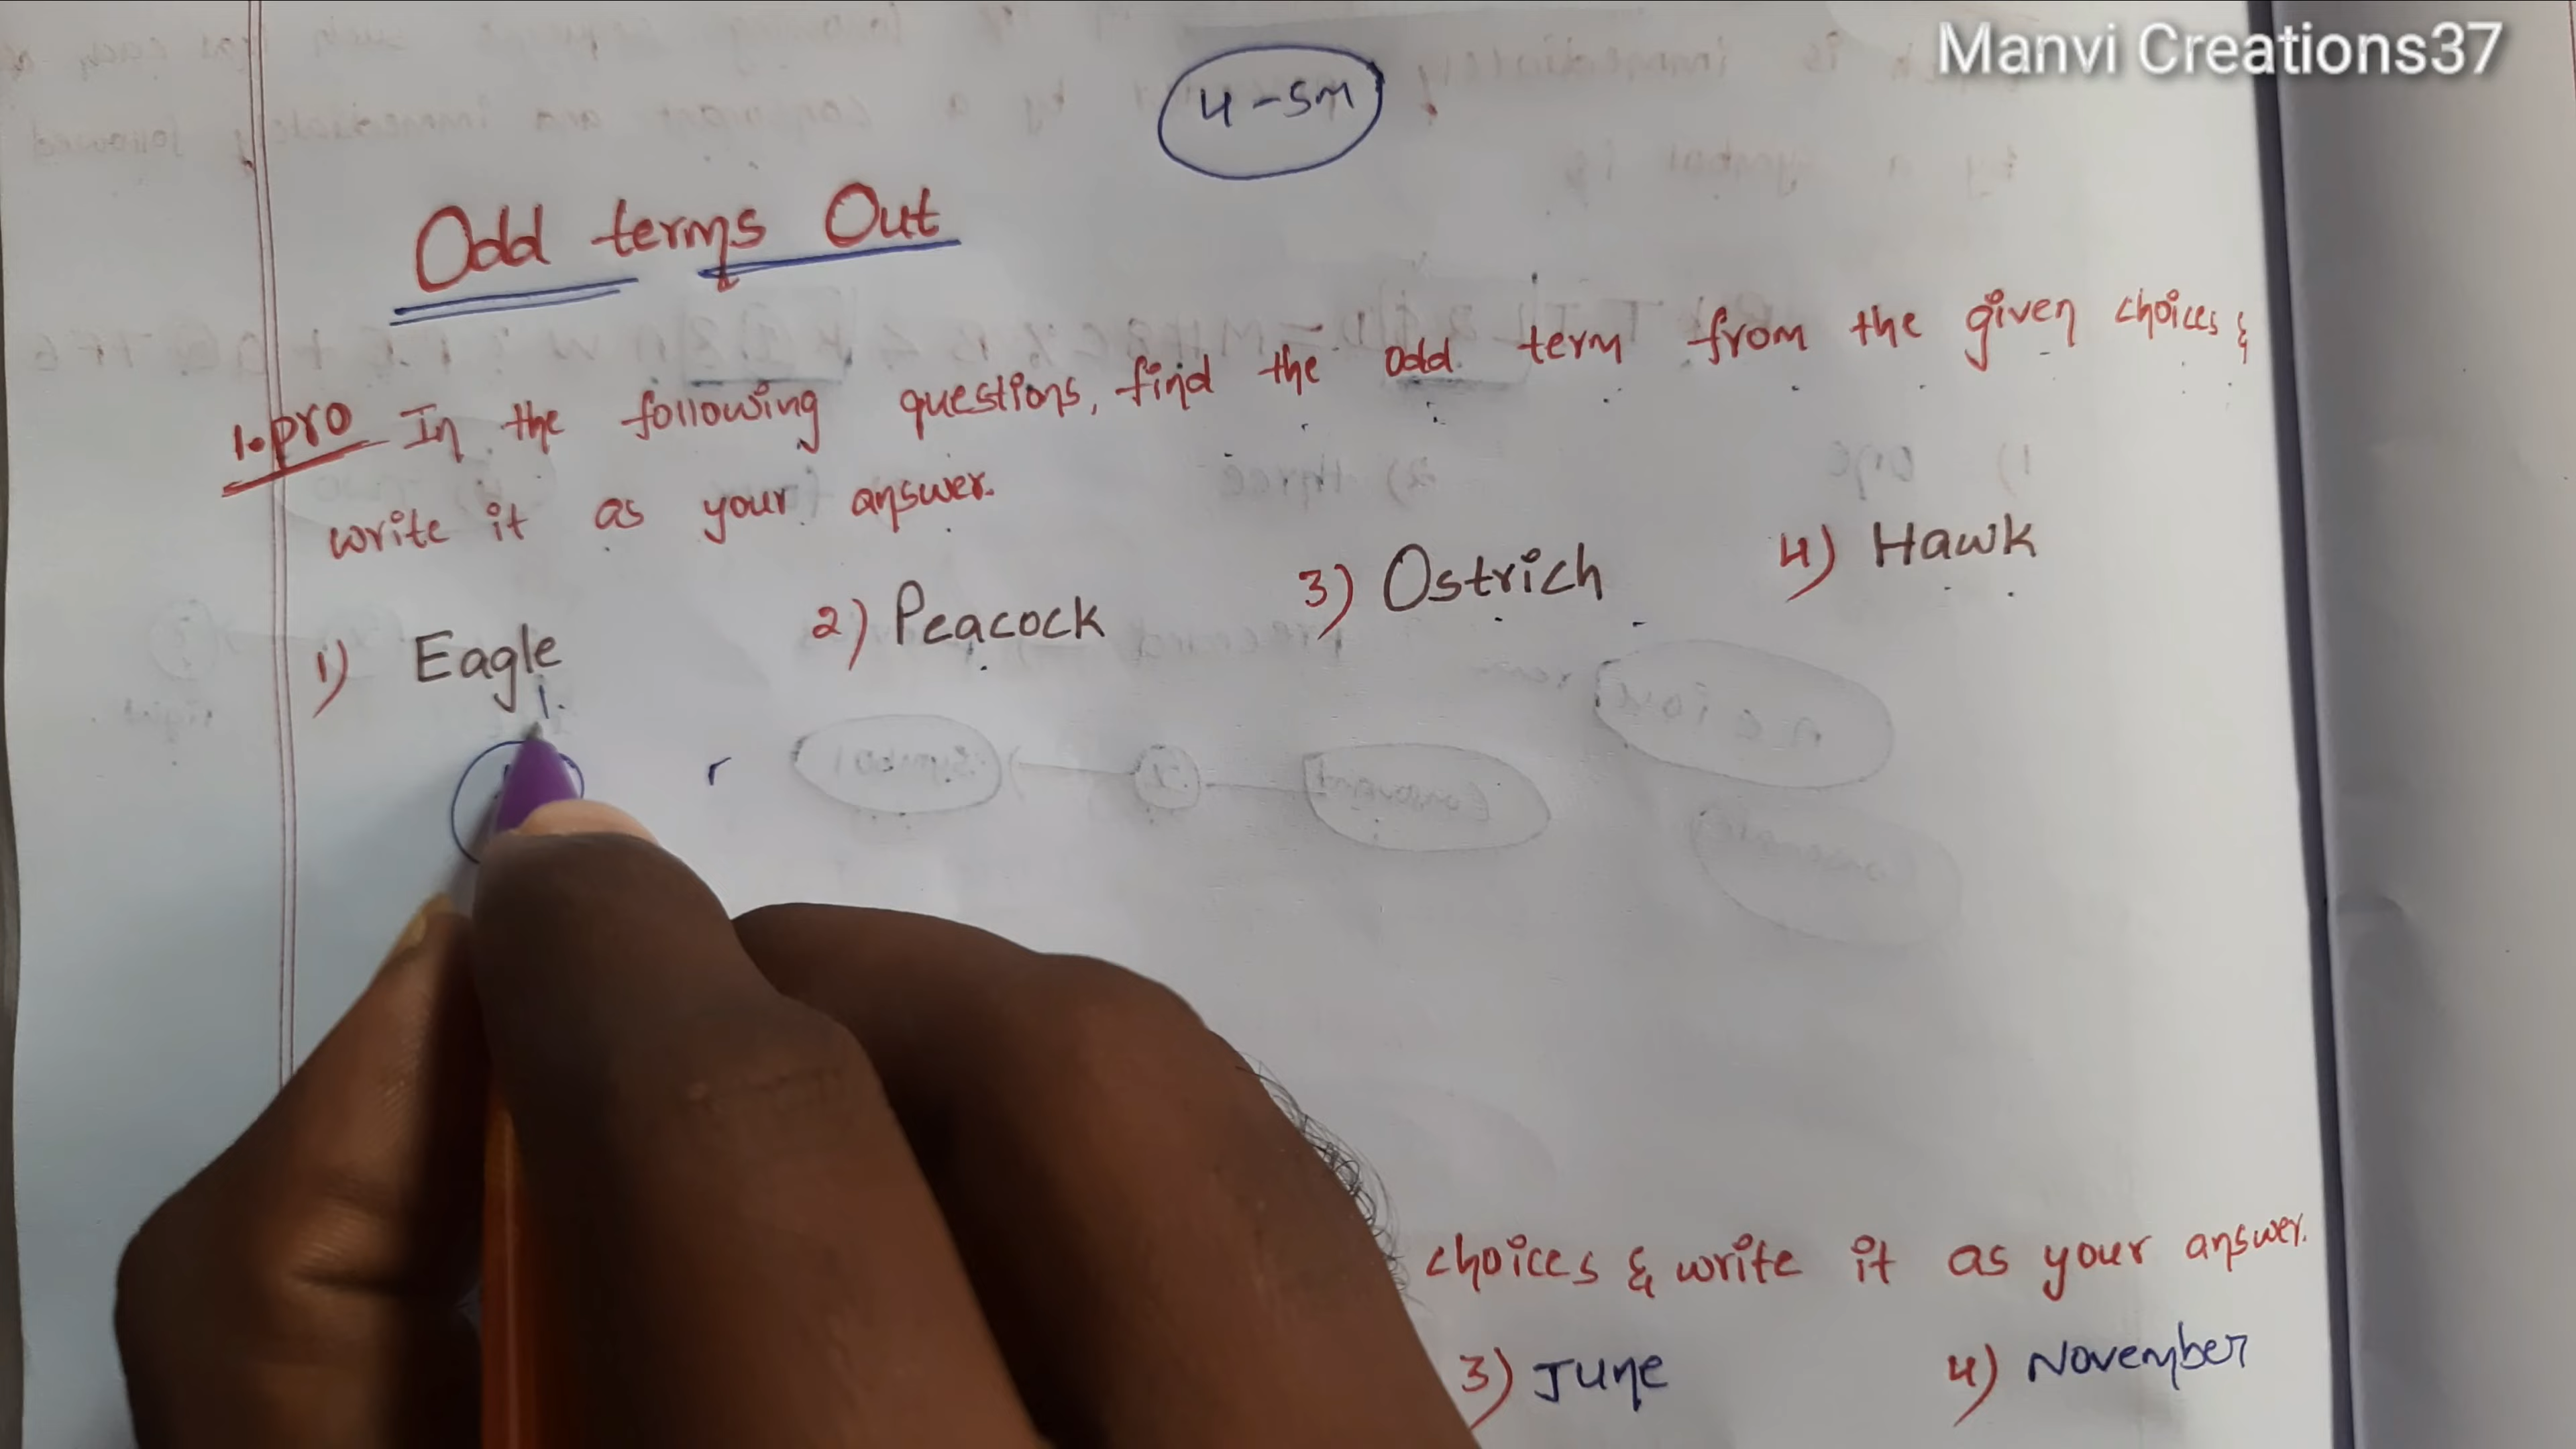 Manvi Creations37
4-5M
Odd terms Out
1.pro In the following questions, find the odd term from the given choices &
write it as your answer.
1) Eagle 2) Peacock 3) Ostrich 4) Hawk
choices & write it as your answer.
3) June 4) November